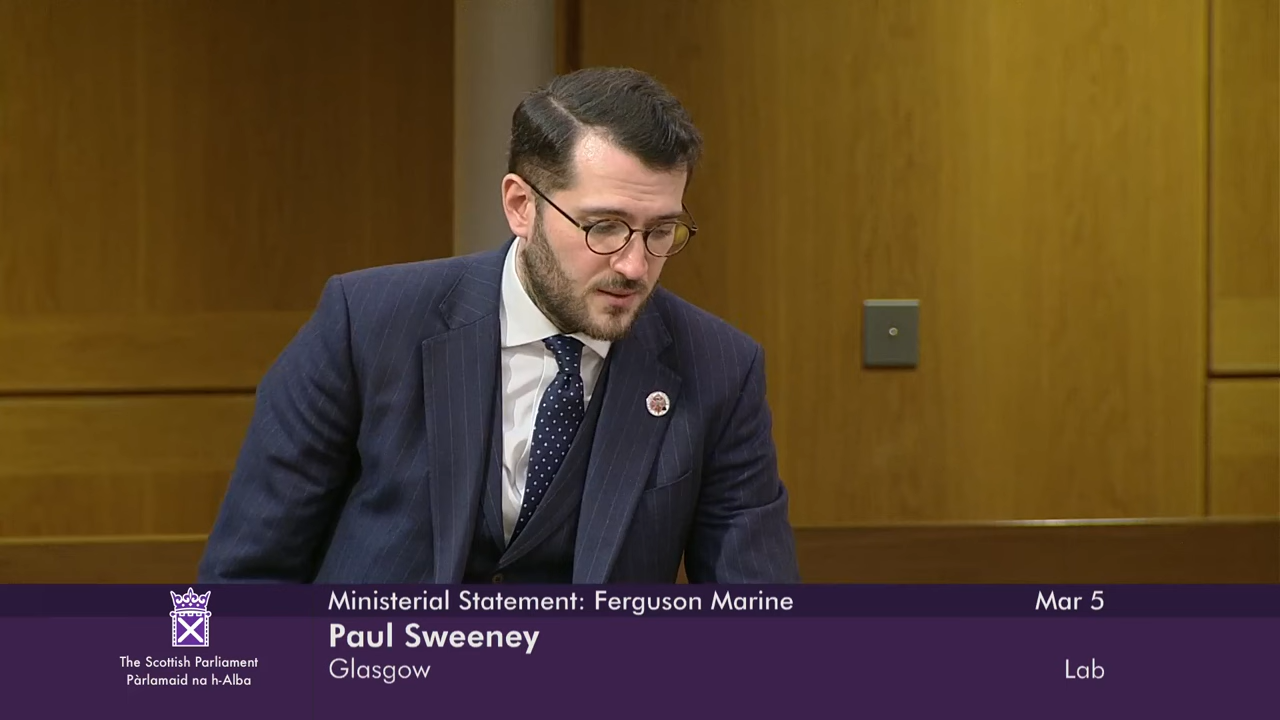 Ministerial Statement: Ferguson Marine
Mar 5
Paul Sweeney
Glasgow
Lab
The Scottish Parliament
Pàrlamaid na h-Alba